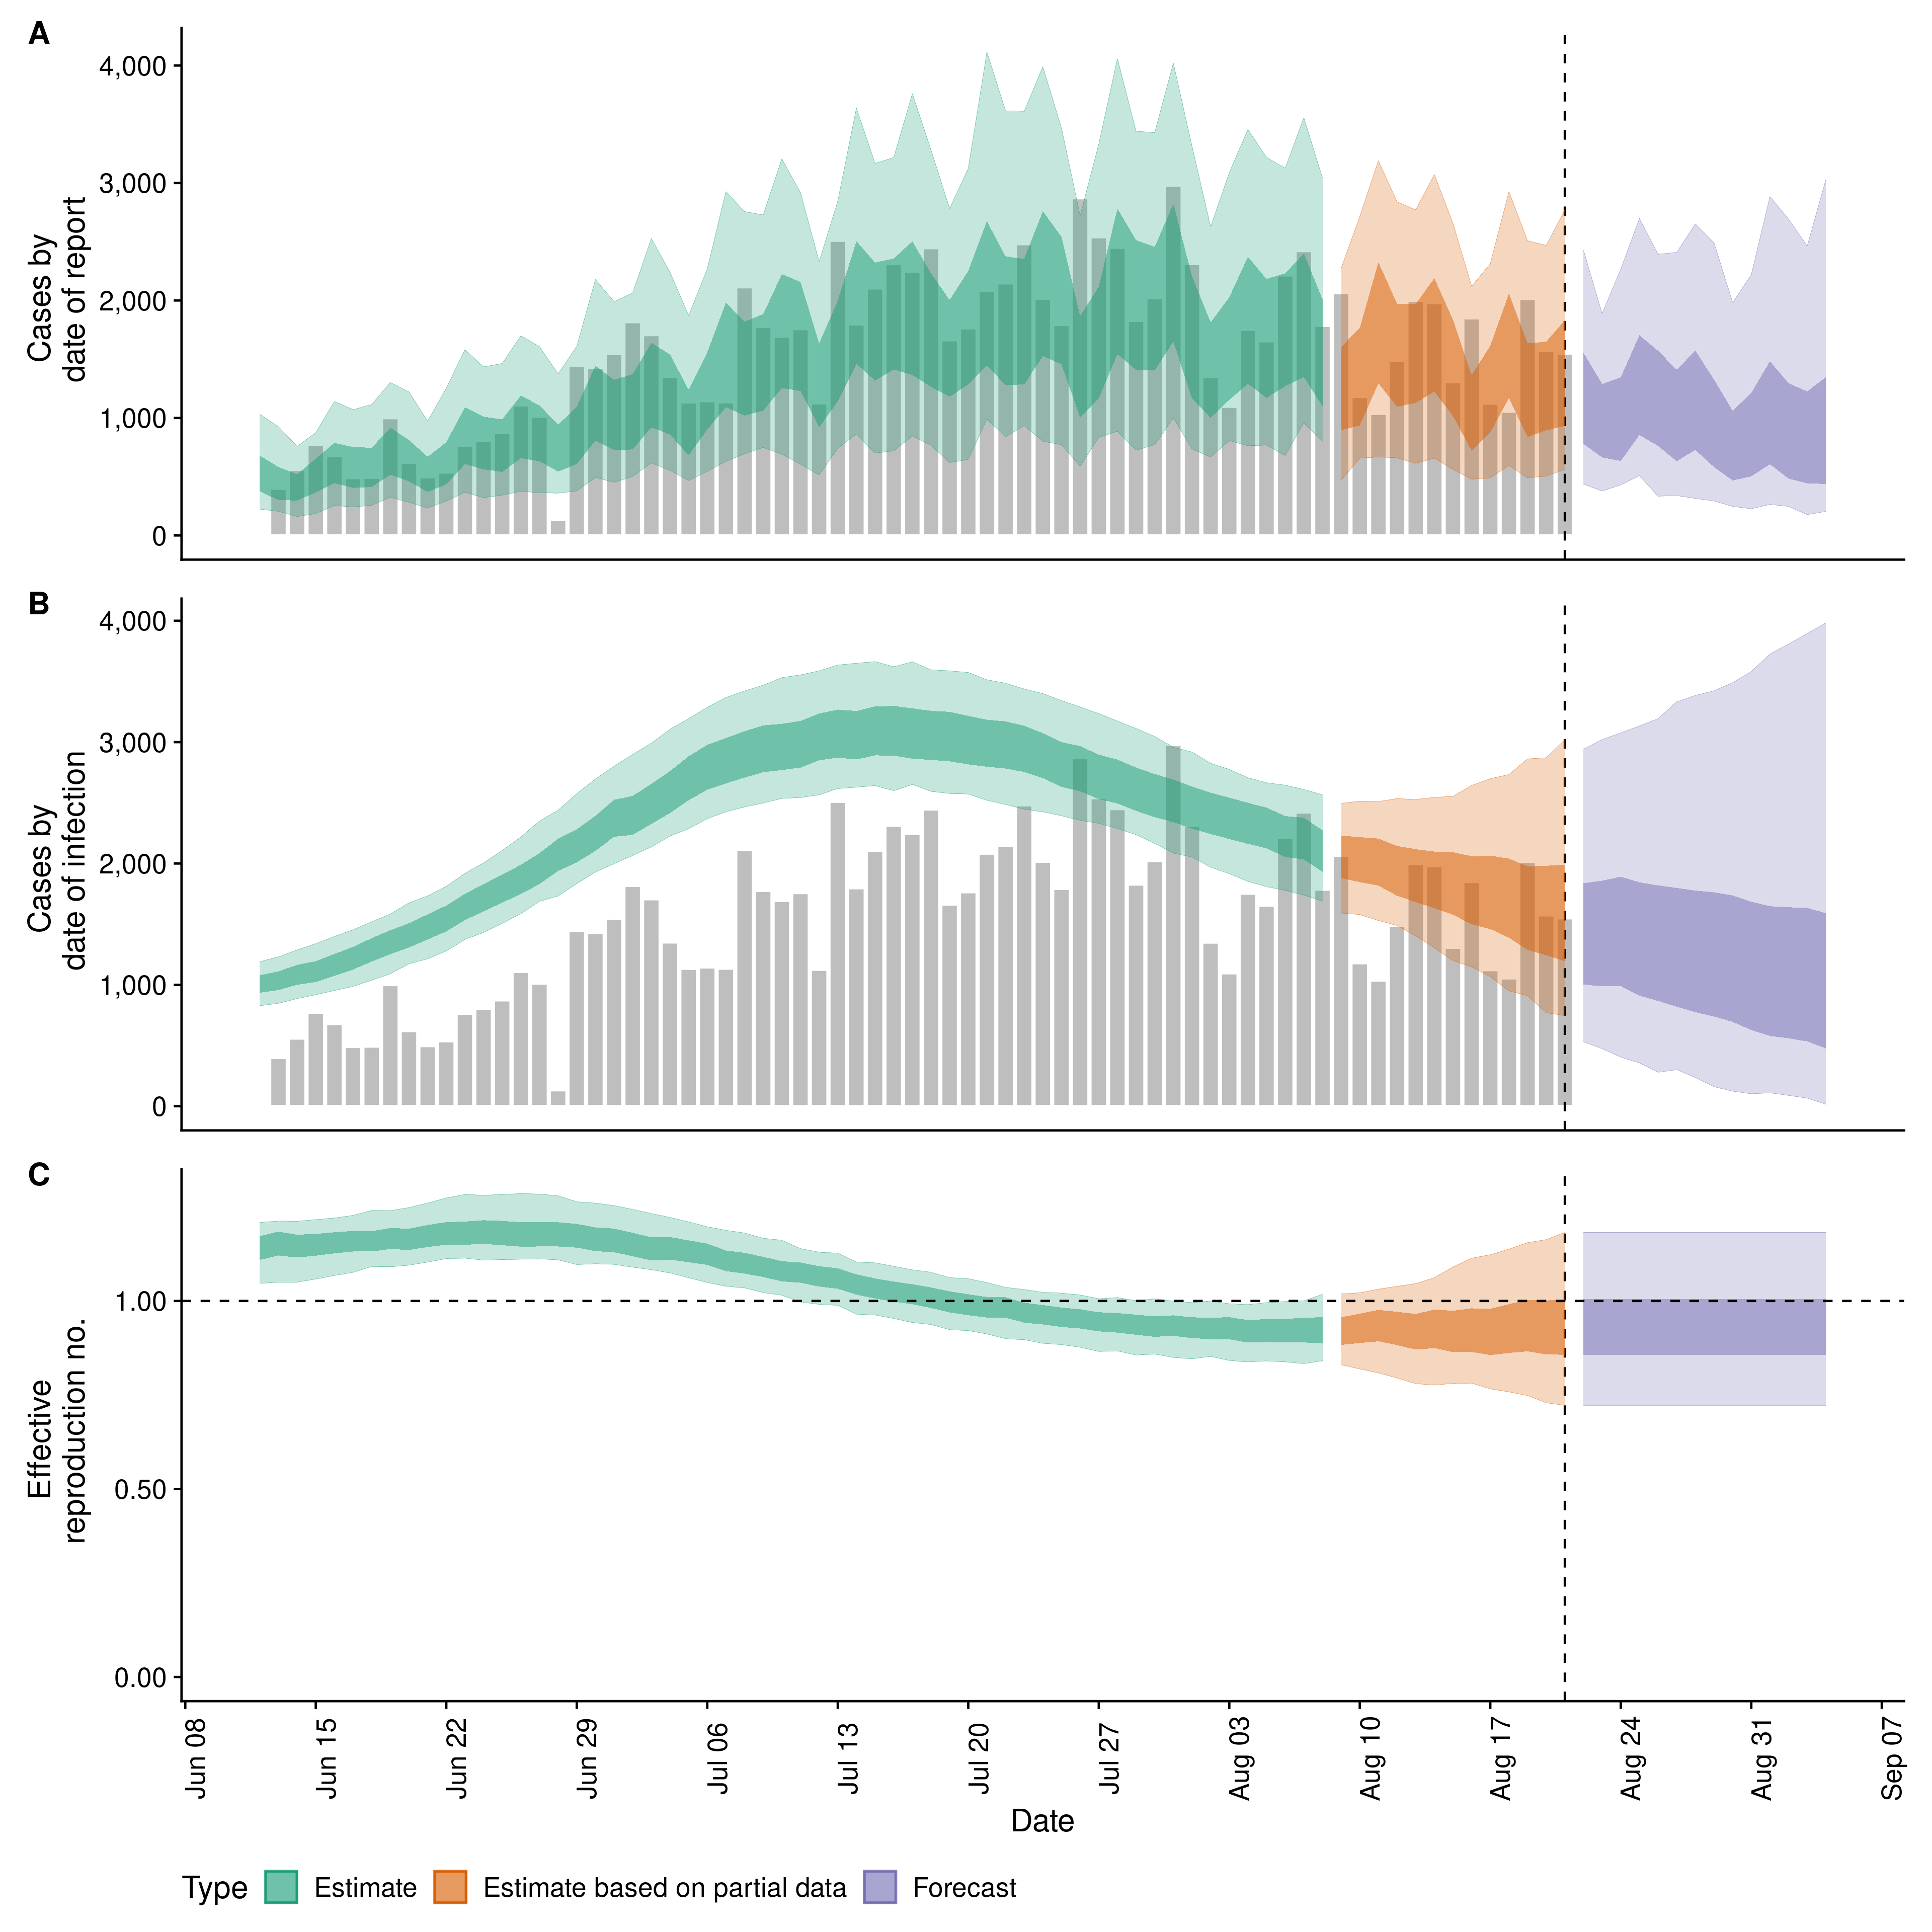 A
Cases by
date of report
4,000
3,000
2,000
1,000
0
B
Cases by
date of infection
4,000
3,000
2,000
1,000
0
C
Effective
reproduction no.
1.00
0.50
0.00
Jun 08
Jun 15
Jun 22
Jun 29
Jul 06
Jul 13
Jul 20
Jul 27
Aug 03
Aug 10
Aug 17
Aug 24
Aug 31
Sep 07
Date
Type Estimate Estimate based on partial data Forecast